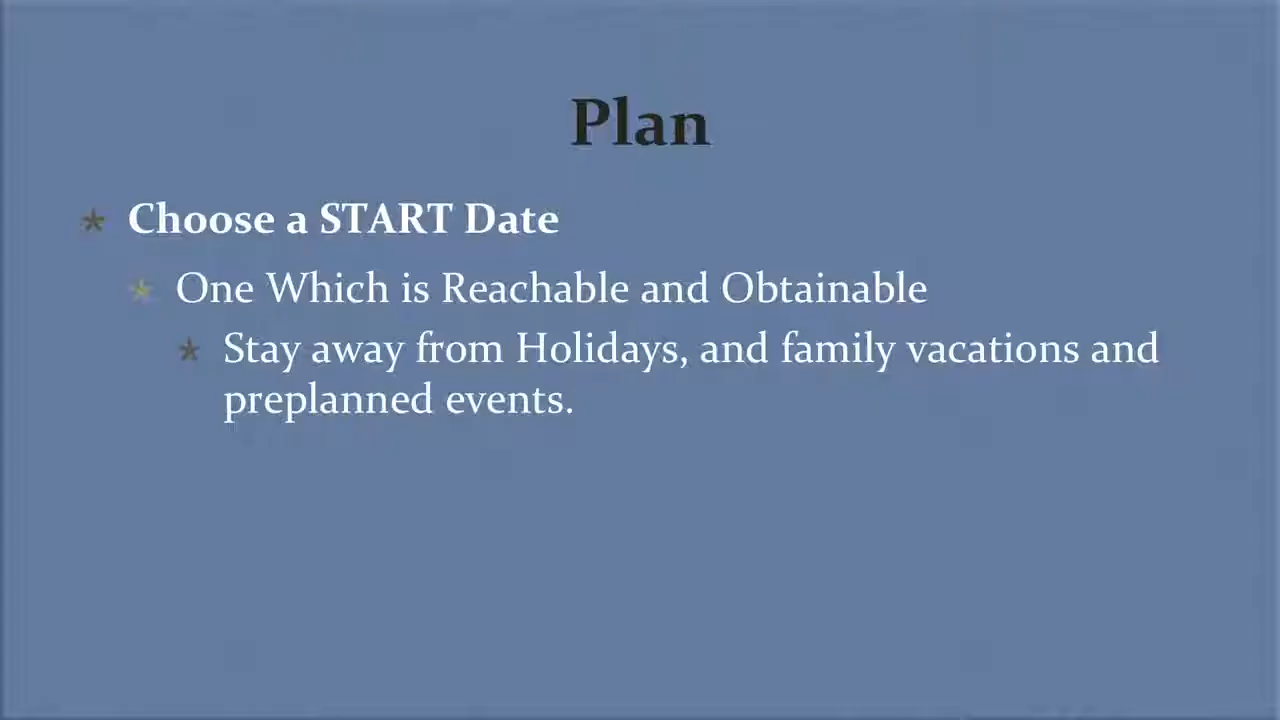 Plan
* Choose a START Date
* One Which is Reachable and Obtainable
* Stay away from Holidays, and family vacations and
preplanned events.